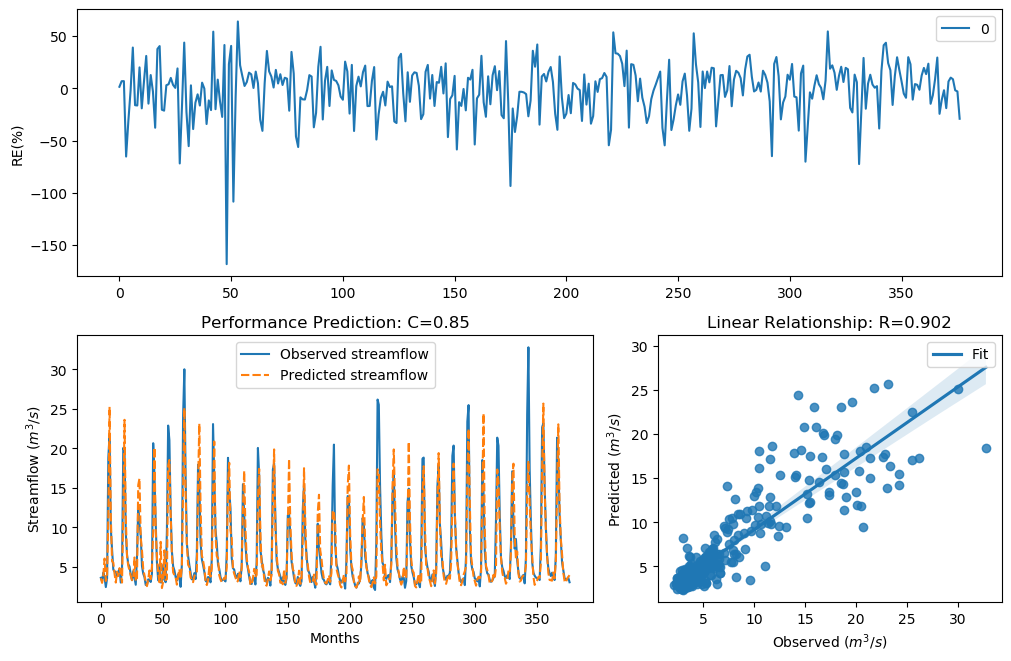 RE(%)
50
0
−50
−100
−150
0
0 50 100 150 200 250 300 350
Performance Prediction: C=0.85
Streamflow (m³/s)
30
25
20
15
10
5
Observed streamflow
Predicted streamflow
0 50 100 150 200 250 300 350
Months
Linear Relationship: R=0.902
Predicted (m³/s)
30
25
20
15
10
5
Fit
5 10 15 20 25 30
Observed (m³/s)